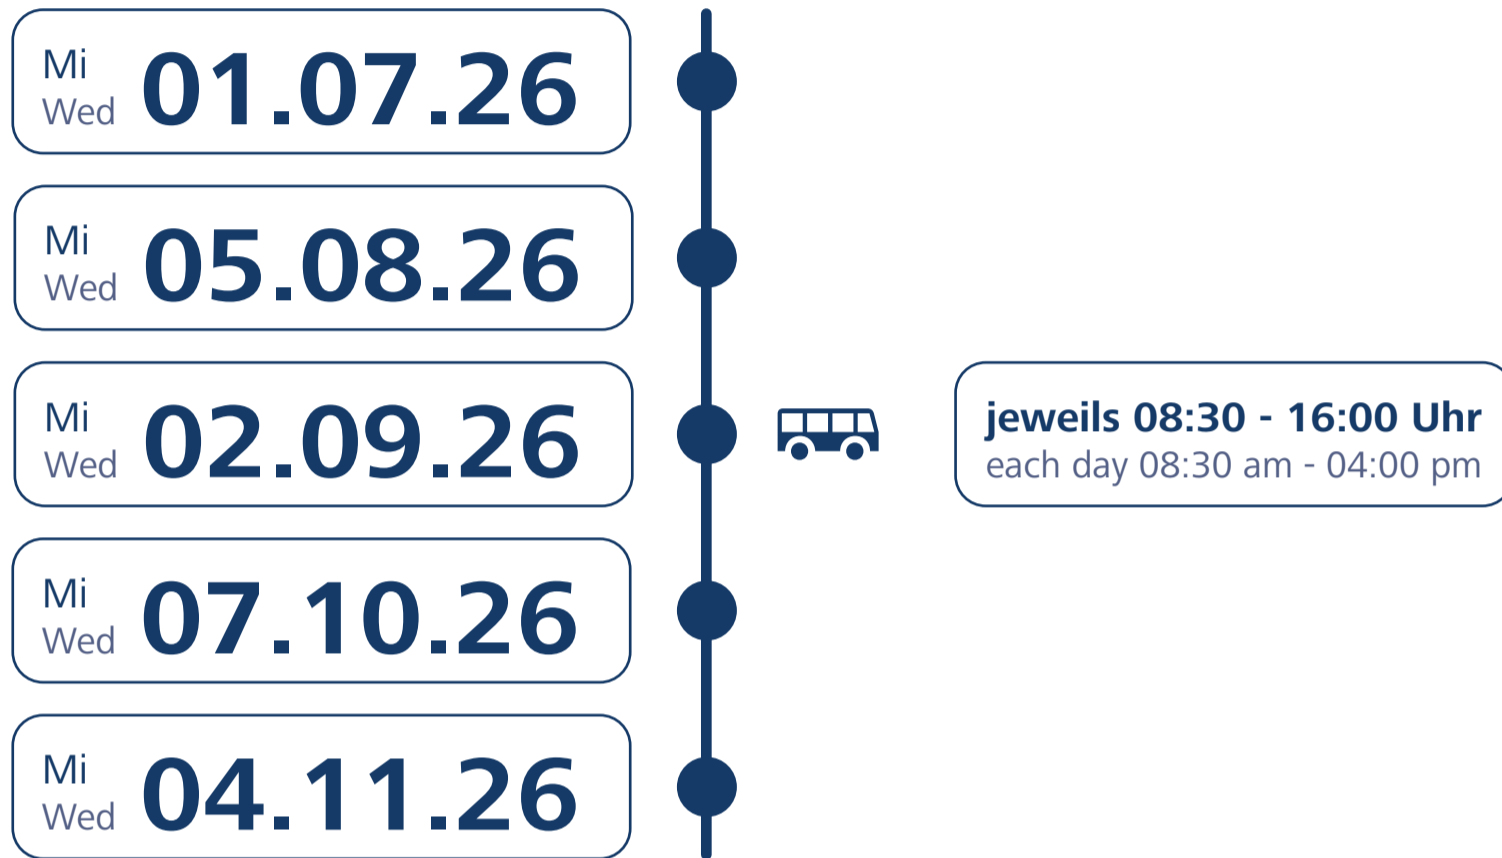 Mi
Wed
01.07.26
Mi
Wed
05.08.26
Mi
Wed
02.09.26
jeweils 08:30 - 16:00 Uhr
each day 08:30 am - 04:00 pm
Mi
Wed
07.10.26
Mi
Wed
04.11.26